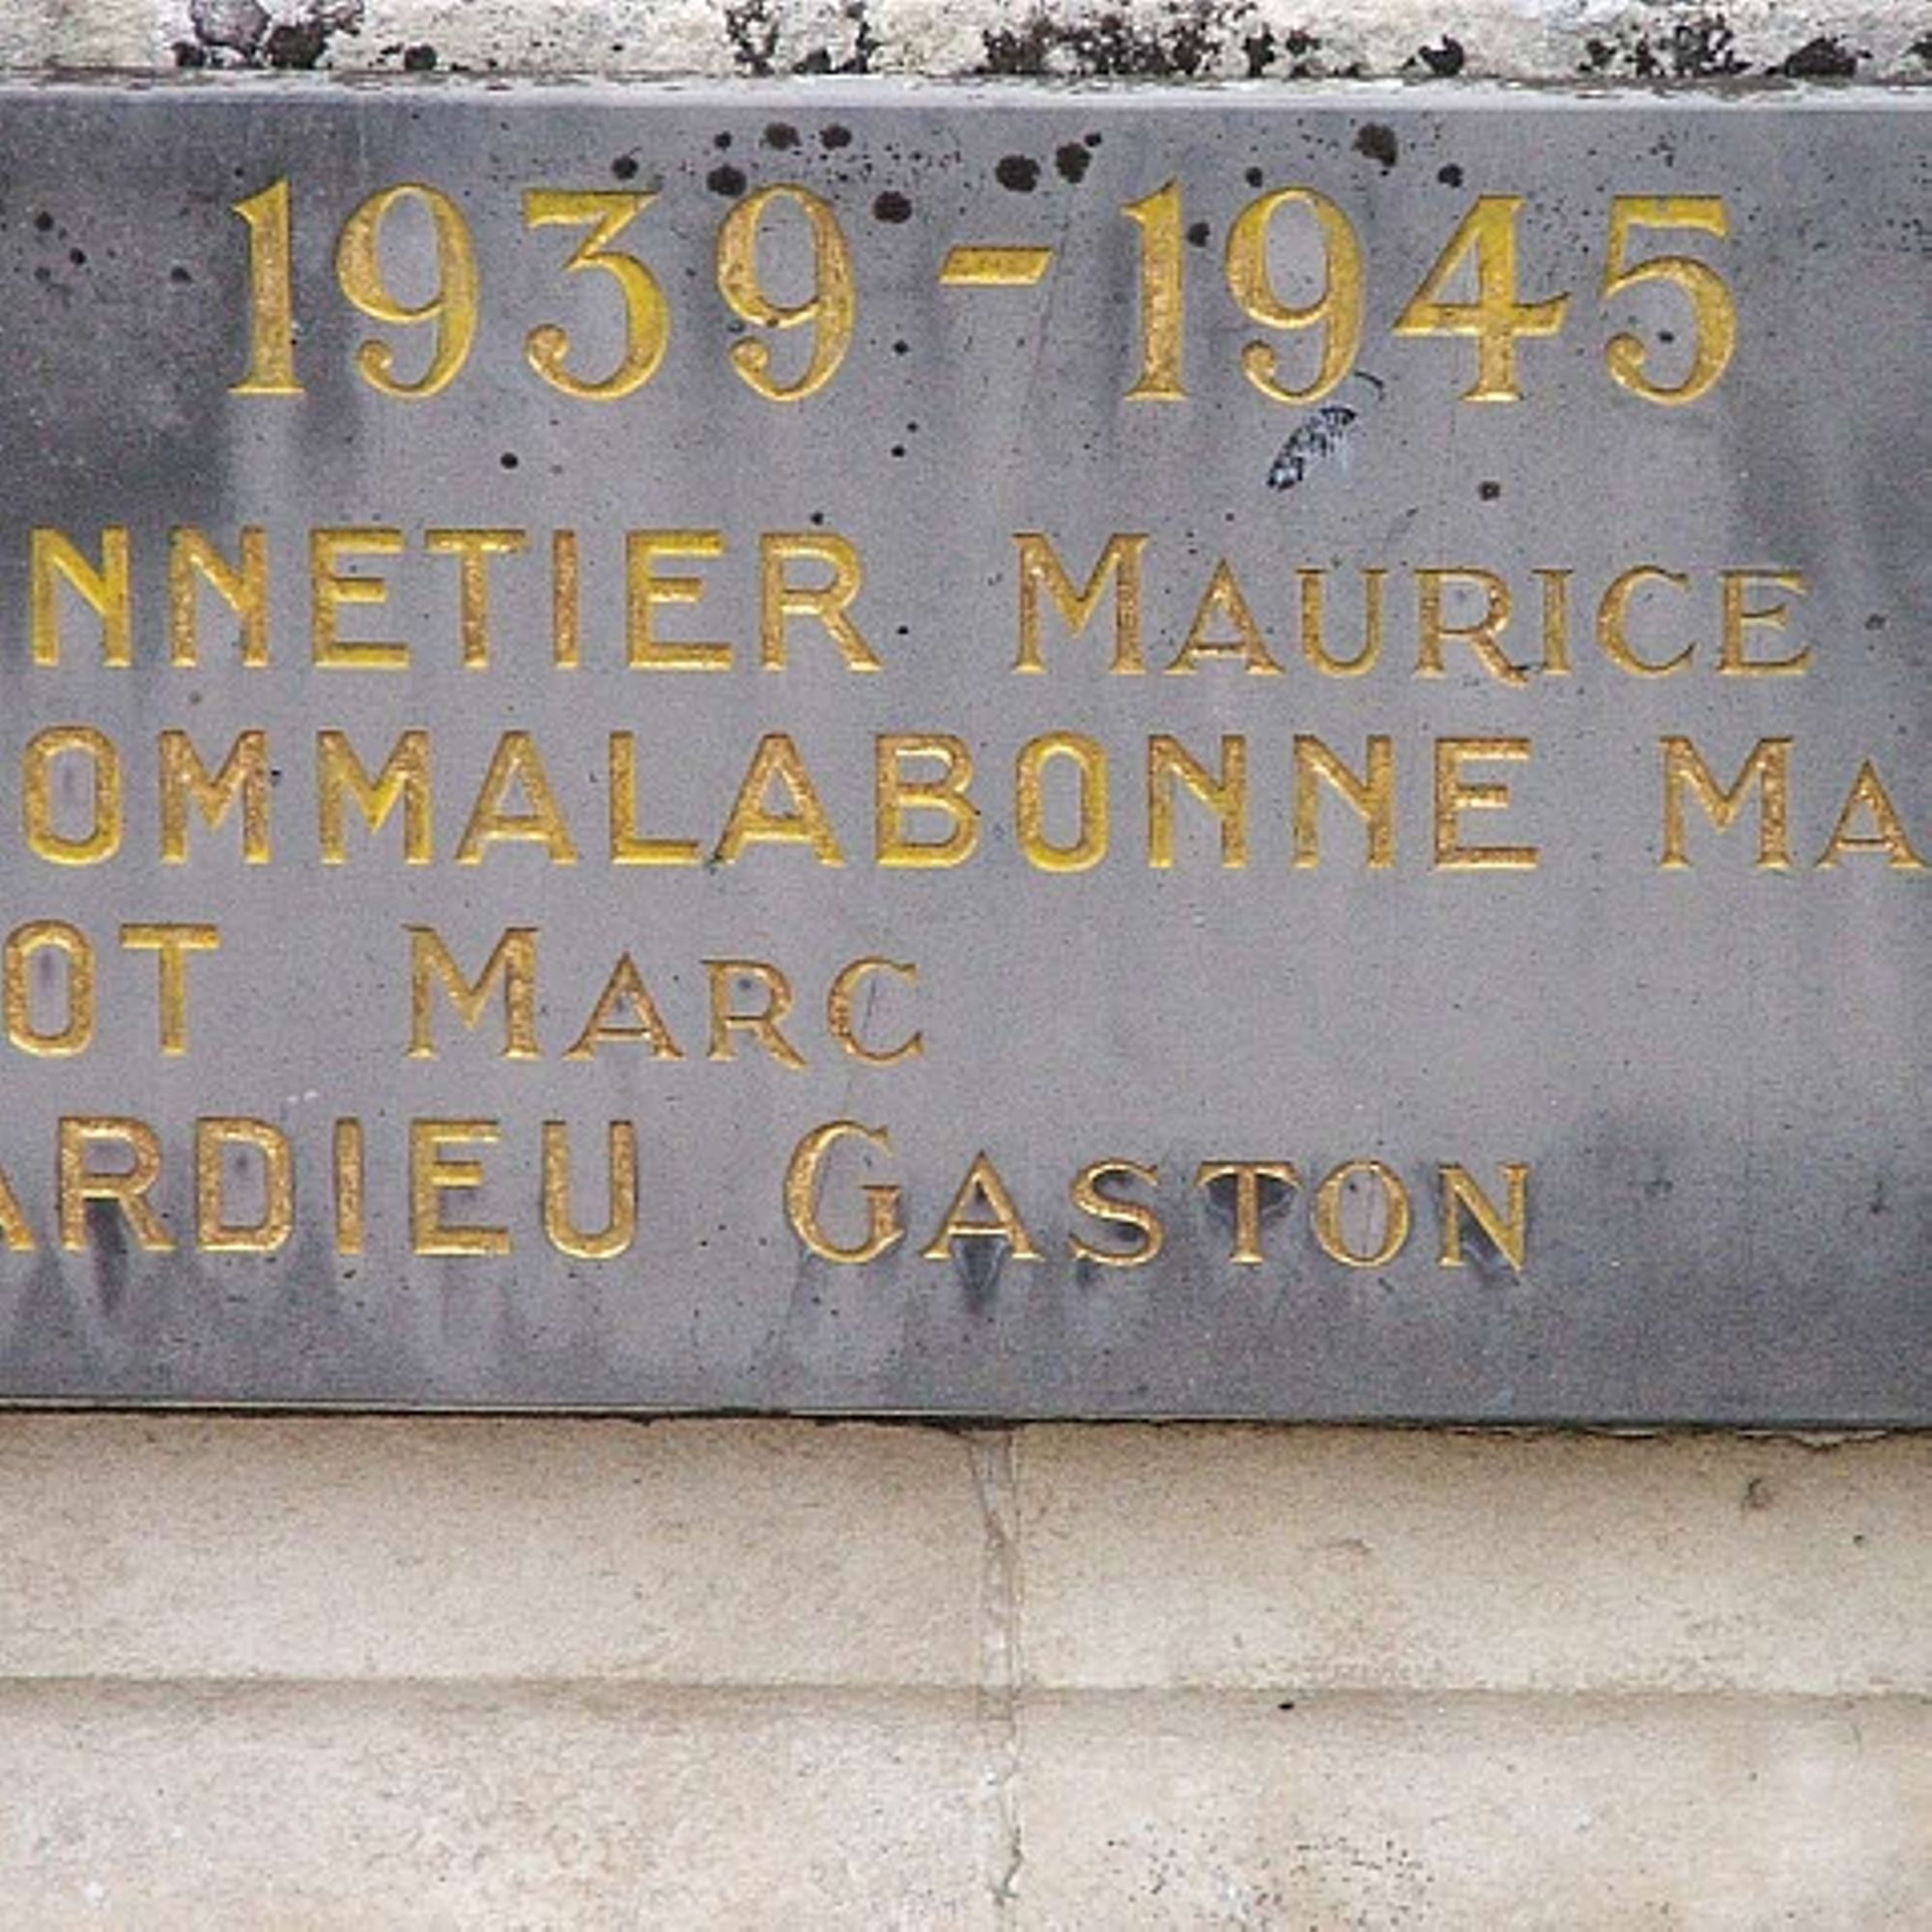 1939-1945
NNETIER MAURICE
OMMALABONNE MA
OT MARC
ARDIEU GASTON